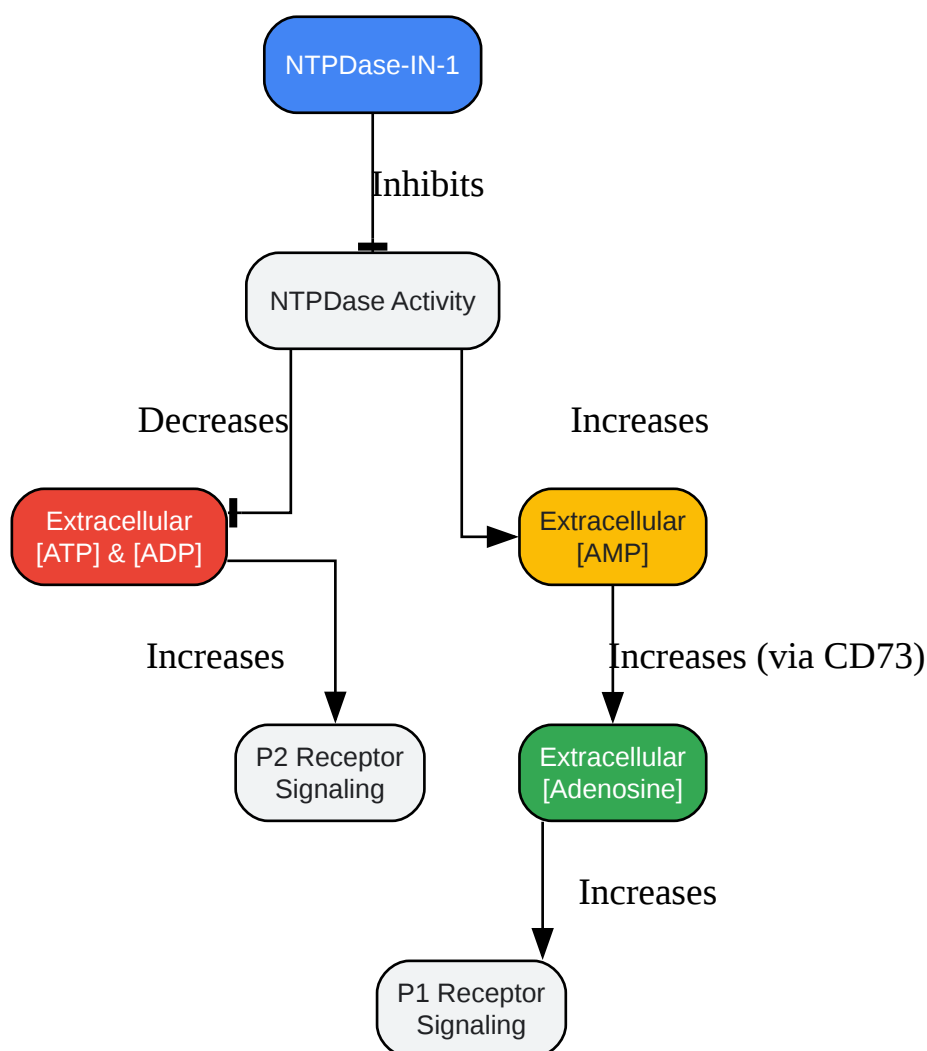 NTPDase-IN-1
Inhibits
NTPDase Activity
Decreases
Increases
Extracellular
[ATP] & [ADP]
Extracellular
[AMP]
Increases
Increases (via CD73)
P2 Receptor
Signaling
Extracellular
[Adenosine]
Increases
P1 Receptor
Signaling